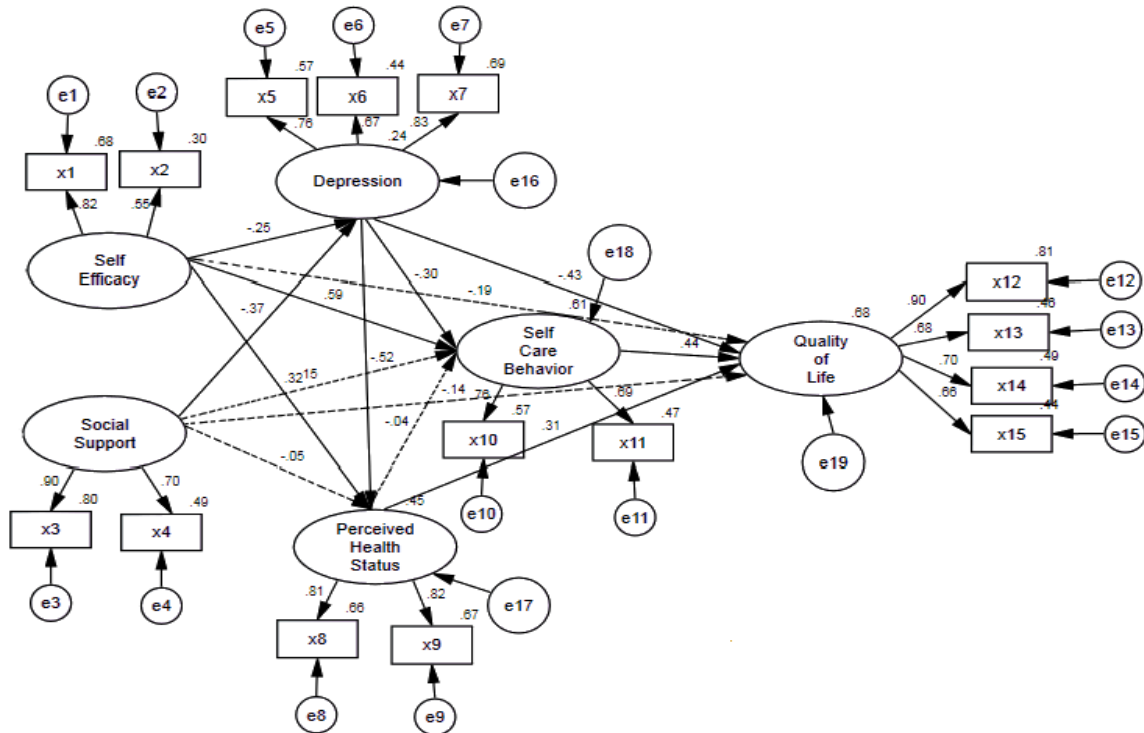 e5
e6
e7
.57
.44
.69
x5
x6
x7
.76
.67
.83
.24
e1
e2
.68
.30
x1
x2
.82
.55
Depression
e16
Self
Efficacy
-.25
-.37
.59
-.30
-.19
-.43
e18
.61
Self
Care
Behavior
.44
.68
Quality
of
Life
.81
.90
x12
e12
.46
.68
x13
e13
.49
.70
x14
e14
.44
.66
x15
e15
e19
Social
Support
.32
.15
-.52
-.14
-.04
-.05
.31
.76
.57
x10
e10
.69
.47
x11
e11
.90
.80
x3
e3
.70
.49
x4
e4
.45
Perceived
Health
Status
e17
.81
.66
x8
e8
.82
.67
x9
e9